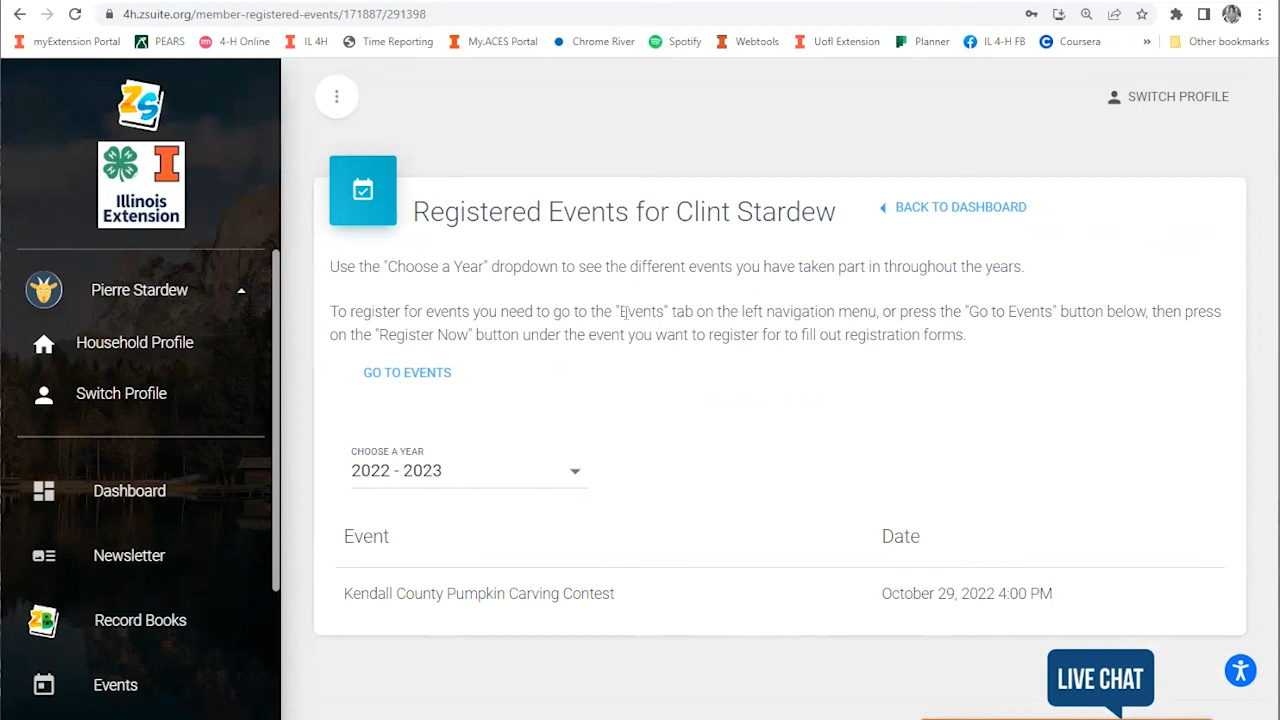 4h.zsuite.org/member-registered-events/171887/291398
myExtension Portal PEARS 4-H Online IL 4H Time Reporting My.ACES Portal Chrome River Spotify Webtools UofI Extension Planner IL 4-H FB Coursera » Other bookmarks
ZS
SWITCH PROFILE
Illinois
Extension
Registered Events for Clint Stardew
BACK TO DASHBOARD
Use the "Choose a Year" dropdown to see the different events you have taken part in throughout the years.
Pierre Stardew
To register for events you need to go to the "Events" tab on the left navigation menu, or press the "Go to Events" button below, then press
on the "Register Now" button under the event you want to register for to fill out registration forms.
Household Profile
GO TO EVENTS
Switch Profile
CHOOSE A YEAR
2022 - 2023
Dashboard
Event Date
Newsletter
Kendall County Pumpkin Carving Contest October 29, 2022 4:00 PM
ZB Record Books
Events
LIVE CHAT